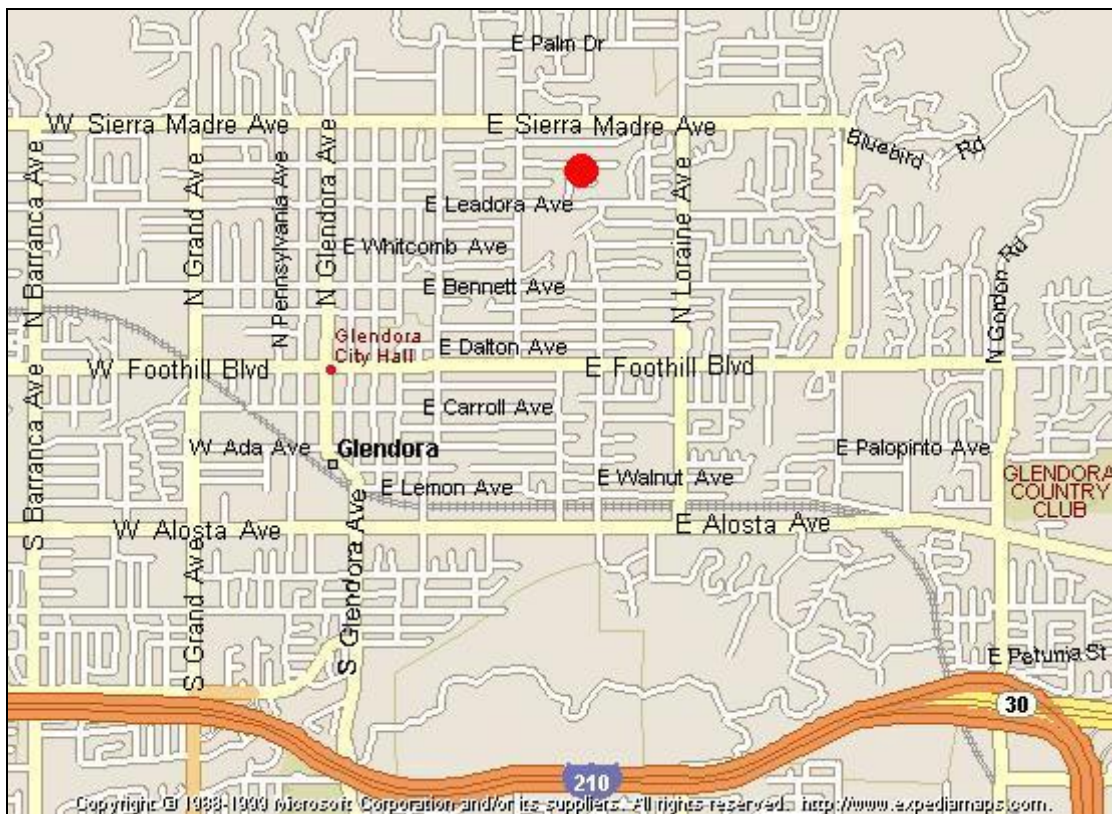 E Palm Dr
W Sierra Madre Ave
E Sierra Madre Ave
Bluebird Rd
N Barranca Ave
N Grand Ave
N Pennsylvania Ave
N Glendora Ave
E Leadora Ave
N Loraine Ave
E Whitcomb Ave
E Bennett Ave
N Gordon Rd
Glendora
City Hall
E Dalton Ave
W Foothill Blvd
E Foothill Blvd
E Carroll Ave
S Barranca Ave
W Ada Ave
Glendora
E Palopinto Ave
E Lemon Ave
E Walnut Ave
GLENDORA
COUNTRY
CLUB
W Alosta Ave
E Alosta Ave
S Grand Ave
S Glendora Ave
E Petunia St
30
210
Copyright © 1988-1999 Microsoft Corporation and/or its suppliers. All rights reserved. http://www.expediamaps.com.